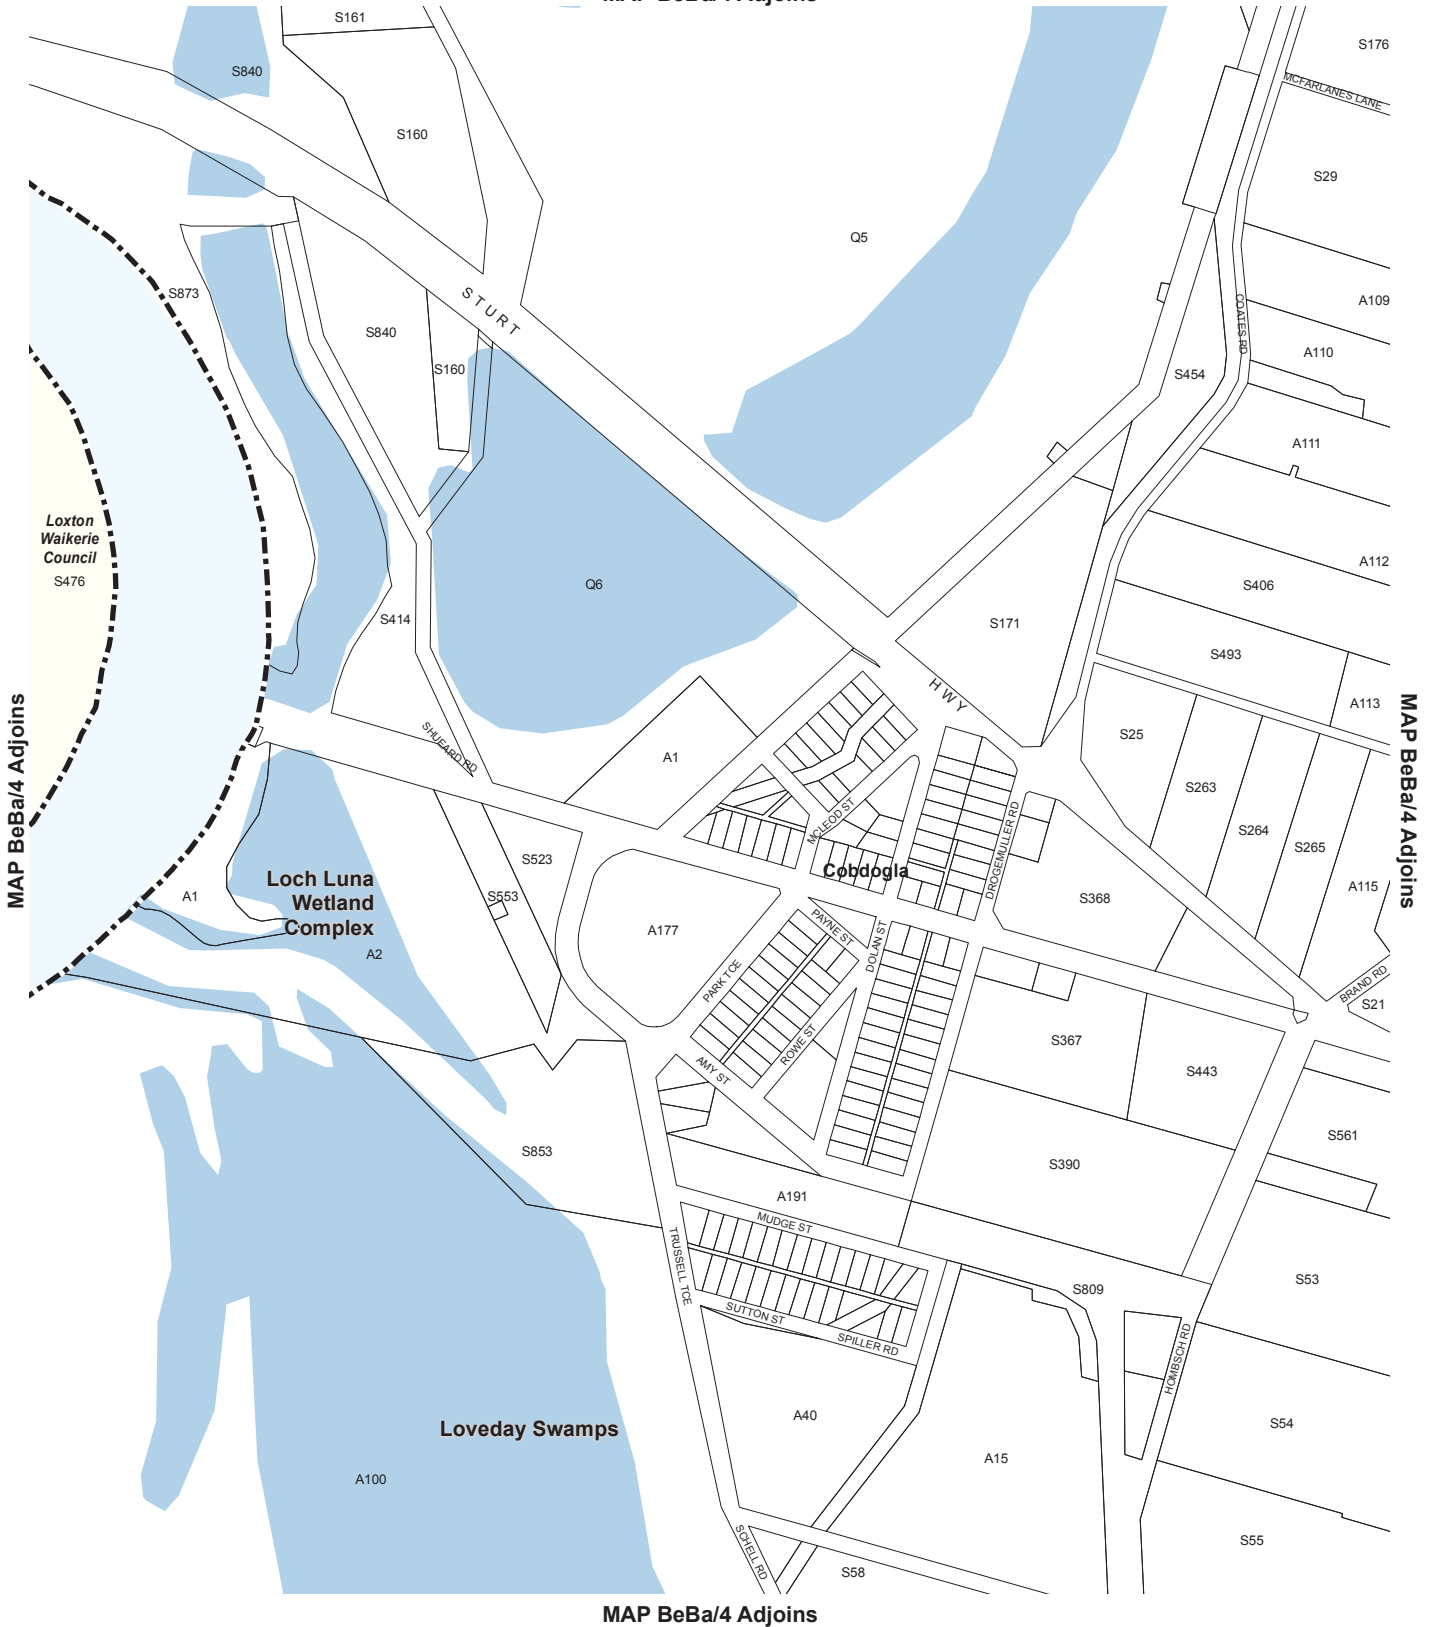 S161
S176
S840
MCFARLANES LANE
S160
S29
Q5
S873
STURT
A109
COATES RD
S840
A110
S160
S454
A111
Loxton
Waikerie
Council
S476
A112
Q6
S406
S414
S171
S493
HWY
A113
MAP BeBa/4 Adjoins
MAP BeBa/4 Adjoins
S25
SHUEARD RD
A1
S263
MCLEOD ST
DROGEMULLER RD
S264
S265
S523
Cobdogla
Loch Luna
Wetland
Complex
A1
S553
S368
A115
A177
PAYNE ST
DOLAN ST
A2
PARK TCE
BRAND RD
S21
ROWE ST
S367
AMY ST
S443
S561
S853
S390
A191
MUDGE ST
TRUSSELL TCE
S53
S809
SUTTON ST
SPILLER RD
HOMBSCH RD
A40
S54
Loveday Swamps
A15
A100
SCHELL RD
S55
S58
MAP BeBa/4 Adjoins